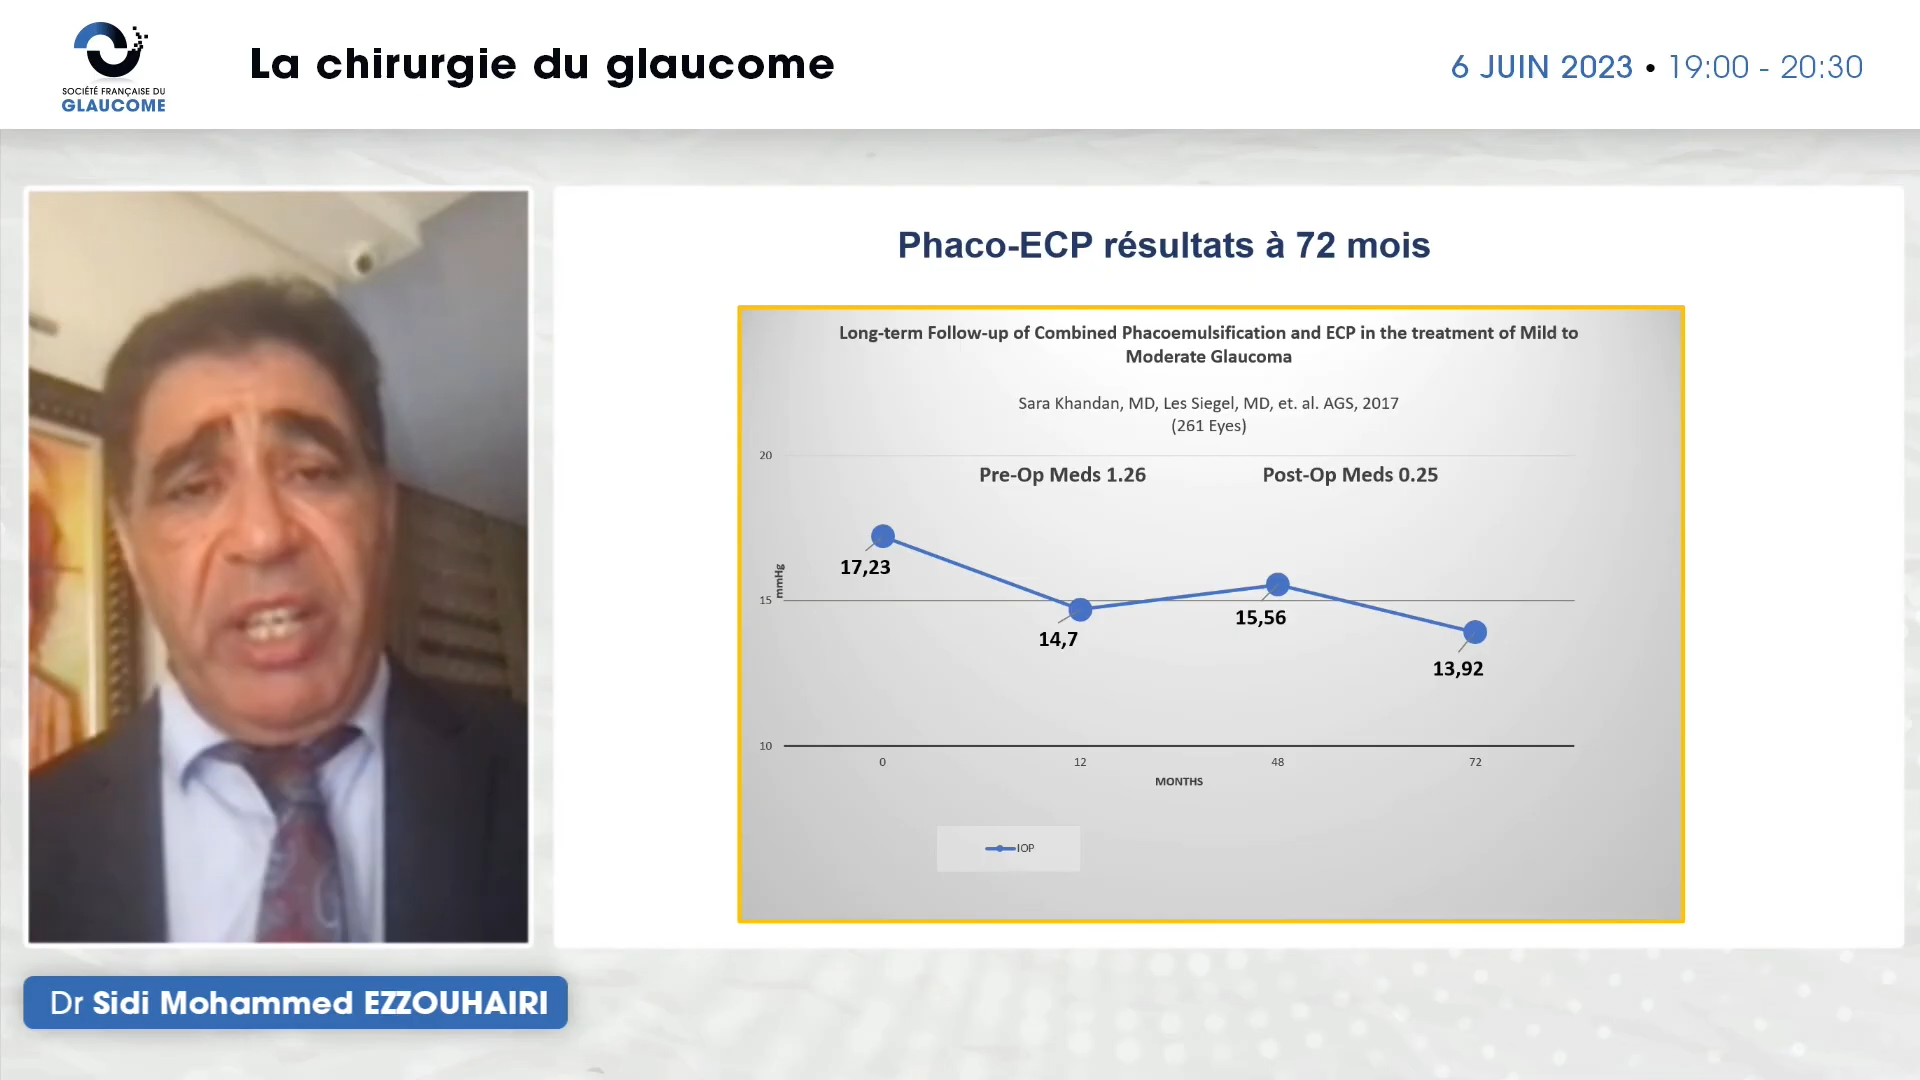 SOCIÉTÉ FRANÇAISE DU
GLAUCOME
La chirurgie du glaucome
6 JUIN 2023 • 19:00 - 20:30
Phaco-ECP résultats à 72 mois
Long-term Follow-up of Combined Phacoemulsification and ECP in the treatment of Mild to
Moderate Glaucoma
Sara Khandan, MD, Les Siegel, MD, et. al. AGS, 2017
(261 Eyes)
20
Pre-Op Meds 1.26
Post-Op Meds 0.25
17,23
mmHg
15
14,7
15,56
13,92
10
0
12
48
72
MONTHS
IOP
Dr Sidi Mohammed EZZOUHAIRI